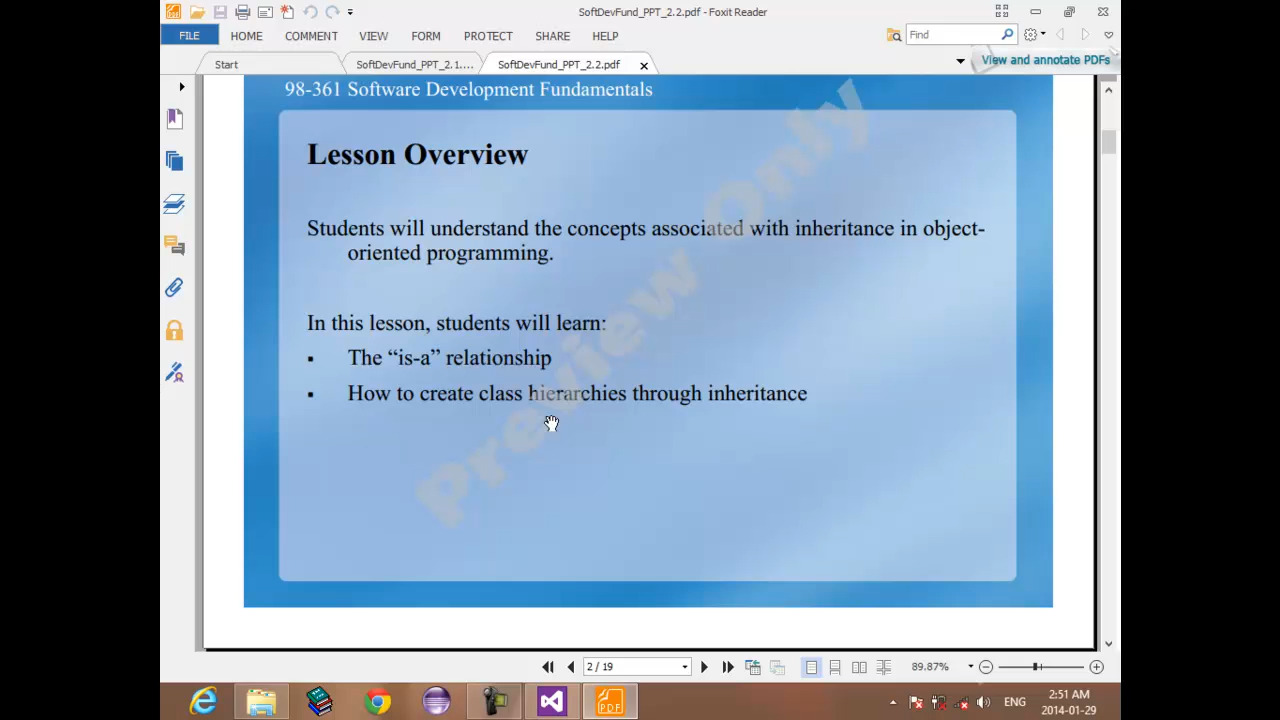 SoftDevFund_PPT_2.2.pdf - Foxit Reader
FILE HOME COMMENT VIEW FORM PROTECT SHARE HELP Find
Start SoftDevFund_PPT_2.1.... SoftDevFund_PPT_2.2.pdf View and annotate PDFs
98-361 Software Development Fundamentals
Lesson Overview
Students will understand the concepts associated with inheritance in object-
oriented programming.
In this lesson, students will learn:
▪ The “is-a” relationship
▪ How to create class hierarchies through inheritance
Preview Only
2 / 19 89.87%
PDF ENG 2:51 AM
2014-01-29